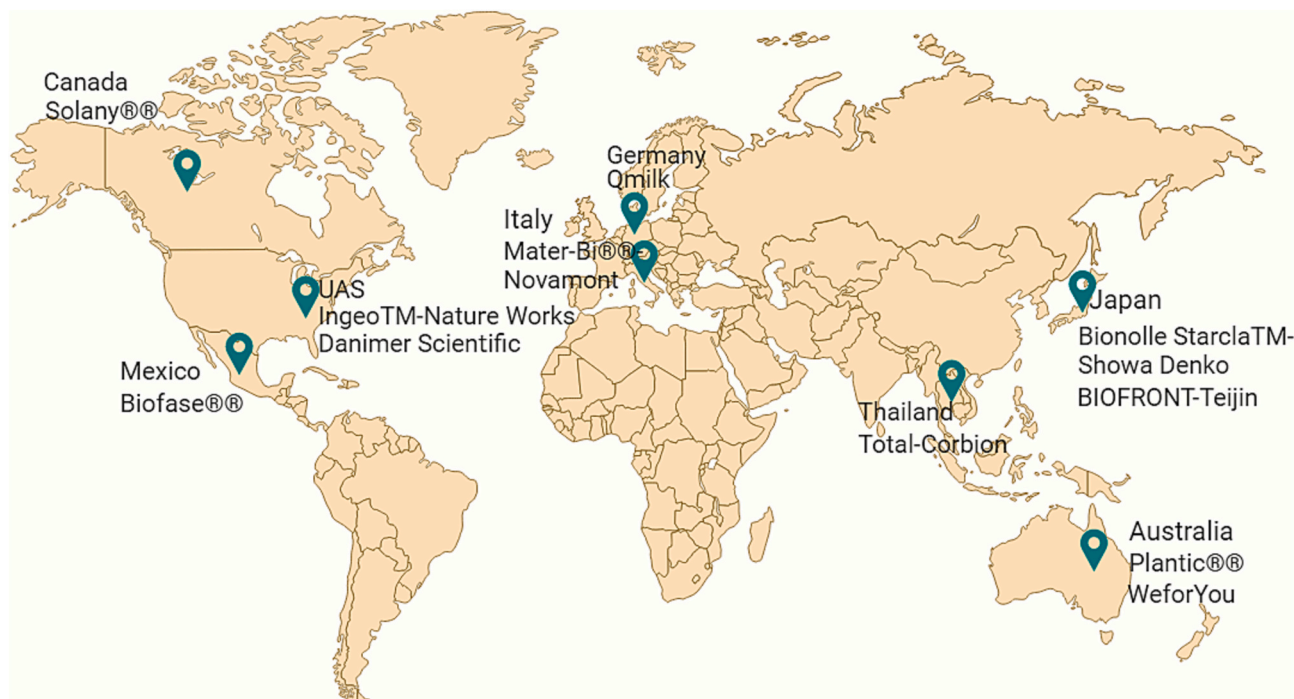 Canada
Solany®®
Germany
Qmilk
Italy
Mater-Bi®®-
Novamont
UAS
IngeoTM-Nature Works
Danimer Scientific
Mexico
Biofase®®
Japan
Bionolle StarclaTM-
Showa Denko
BIOFRONT-Teijin
Thailand
Total-Corbion
Australia
Plantic®®
WeforYou